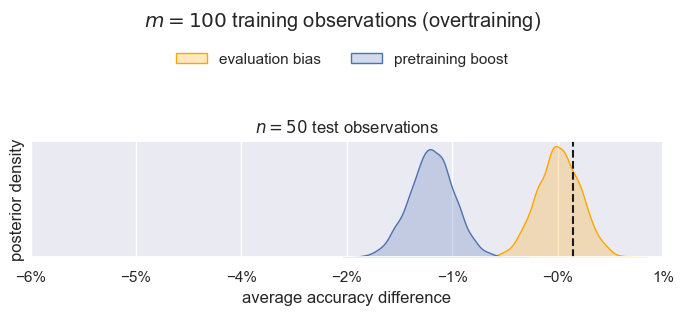 m = 100 training observations (overtraining)
evaluation bias
pretraining boost
n = 50 test observations
posterior density
−6% −5% −4% −2% −1% −0% 1%
average accuracy difference